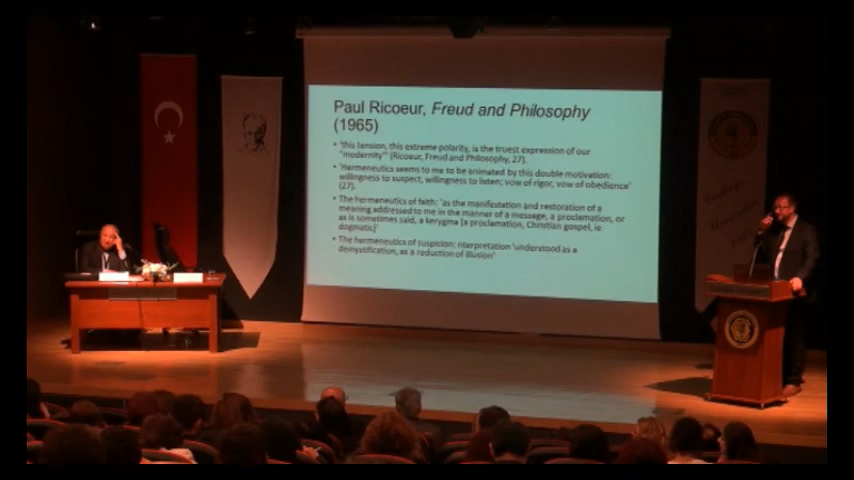 Paul Ricoeur, Freud and Philosophy
(1965)
• 'this tension, this extreme polarity, is the truest expression of our
"modernity"' (Ricoeur, Freud and Philosophy, 27).
• 'Hermeneutics seems to me to be animated by this double motivation:
willingness to suspect, willingness to listen; vow of rigor, vow of obedience'
(27).
• The hermeneutics of faith: 'as the manifestation and restoration of a
meaning addressed to me in the manner of a message, a proclamation, or
as is sometimes said, a kerygma [a proclamation, Christian gospel, ie
dogmatic]'
• The hermeneutics of suspicion: interpretation 'understood as a
demystification, as a reduction of illusion'